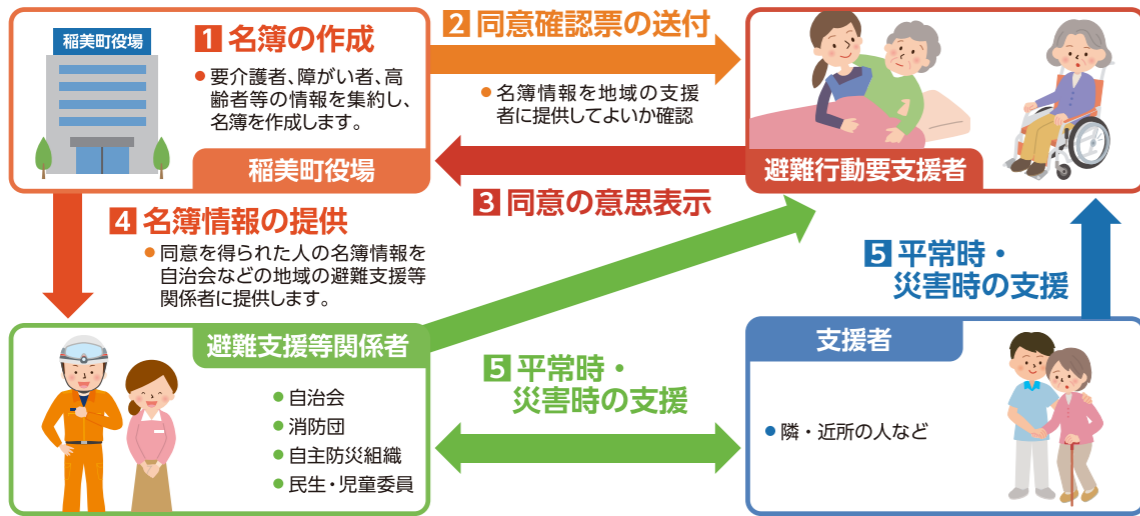 稲美町役場
1 名簿の作成
●要介護者、障がい者、高
齢者等の情報を集約し、
名簿を作成します。
稲美町役場
2 同意確認票の送付
●名簿情報を地域の支援
者に提供してよいか確認
避難行動要支援者
3 同意の意思表示
4 名簿情報の提供
●同意を得られた人の名簿情報を
自治会などの地域の避難支援等
関係者に提供します。
5 平常時・
災害時の支援
避難支援等関係者
●自治会
●消防団
●自主防災組織
●民生・児童委員
5 平常時・
災害時の支援
支援者
●隣・近所の人など